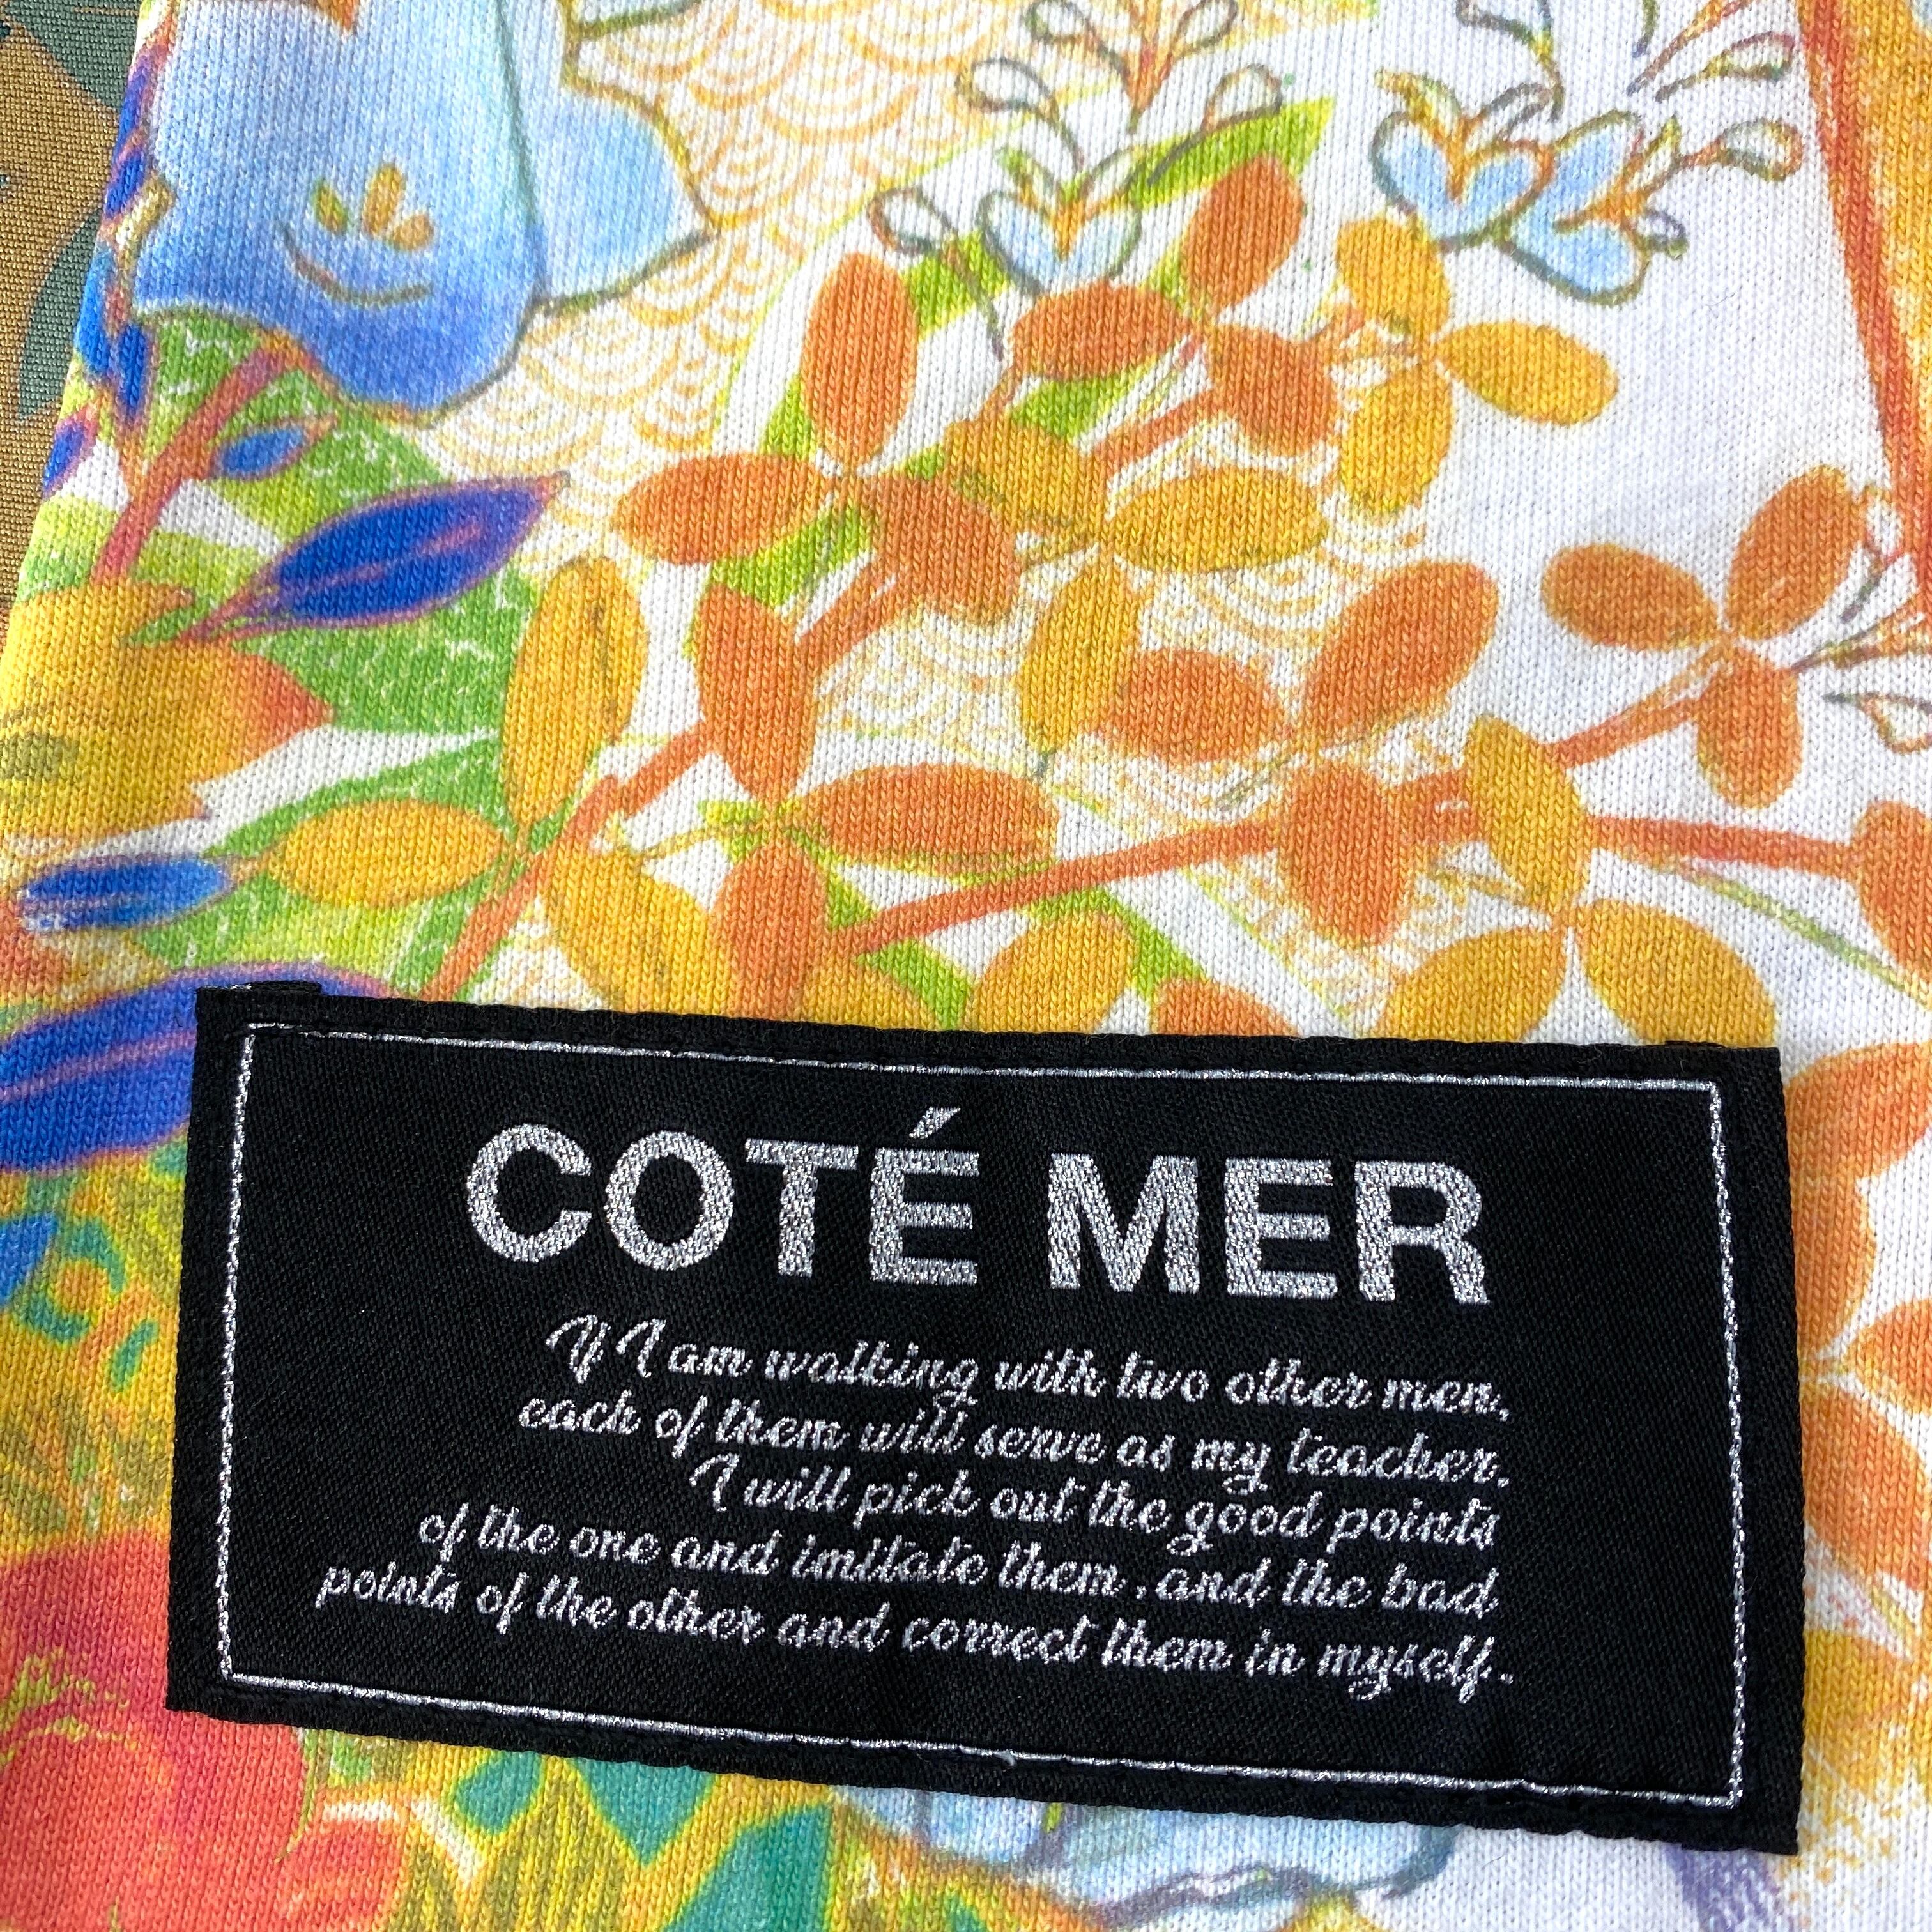 COTÉ MER
If I am walking with two other men,
each of them will serve as my teacher.
I will pick out the good points
of the one and imitate them , and the bad
points of the other and correct them in myself.